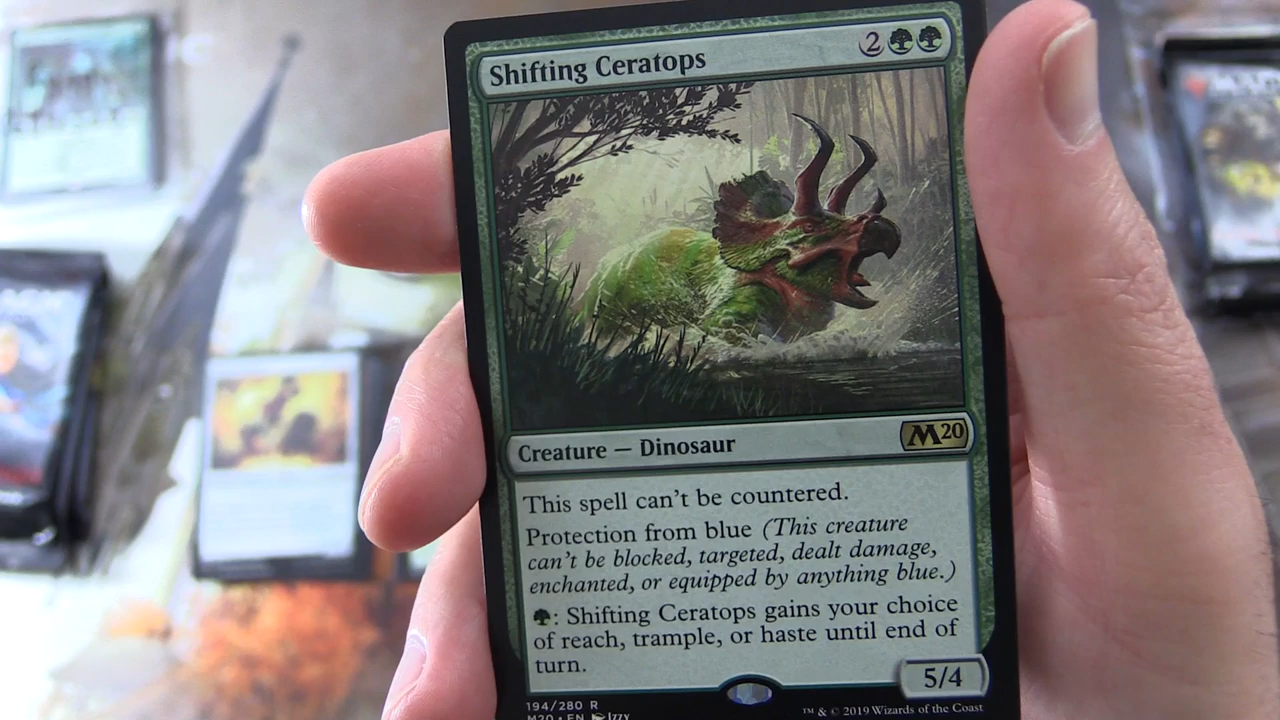 Shifting Ceratops 2
Creature — Dinosaur M20
This spell can't be countered.
Protection from blue (This creature
can't be blocked, targeted, dealt damage,
enchanted, or equipped by anything blue.)
: Shifting Ceratops gains your choice
of reach, trample, or haste until end of
turn.
5/4
194/280 R
M20 • EN Izzy
™ & © 2019 Wizards of the Coast